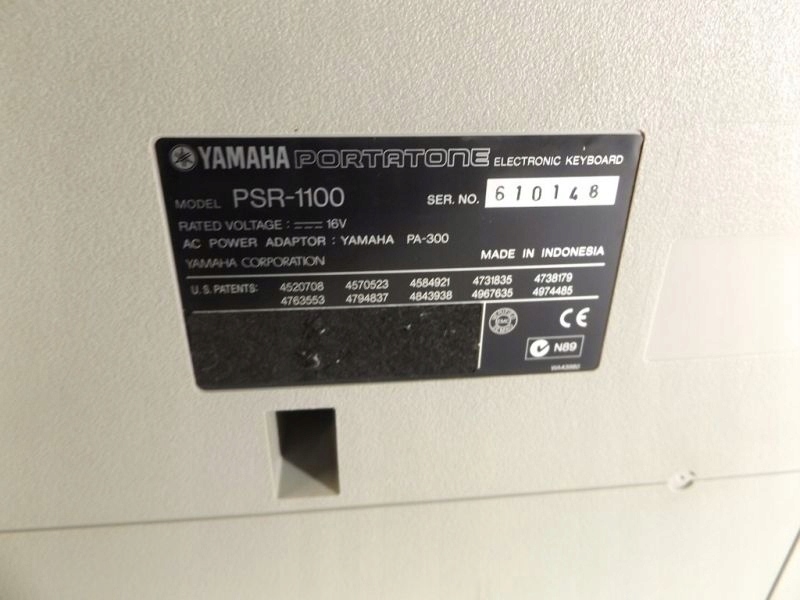 YAMAHA PORTATONE ELECTRONIC KEYBOARD
MODEL PSR-1100 SER. NO. 610148
RATED VOLTAGE : 16V
AC POWER ADAPTOR : YAMAHA PA-300
YAMAHA CORPORATION MADE IN INDONESIA
U.S. PATENTS: 4520708 4570523 4584921 4731835 4738179
4763553 4794837 4843938 4967635 4974485
CE
N89